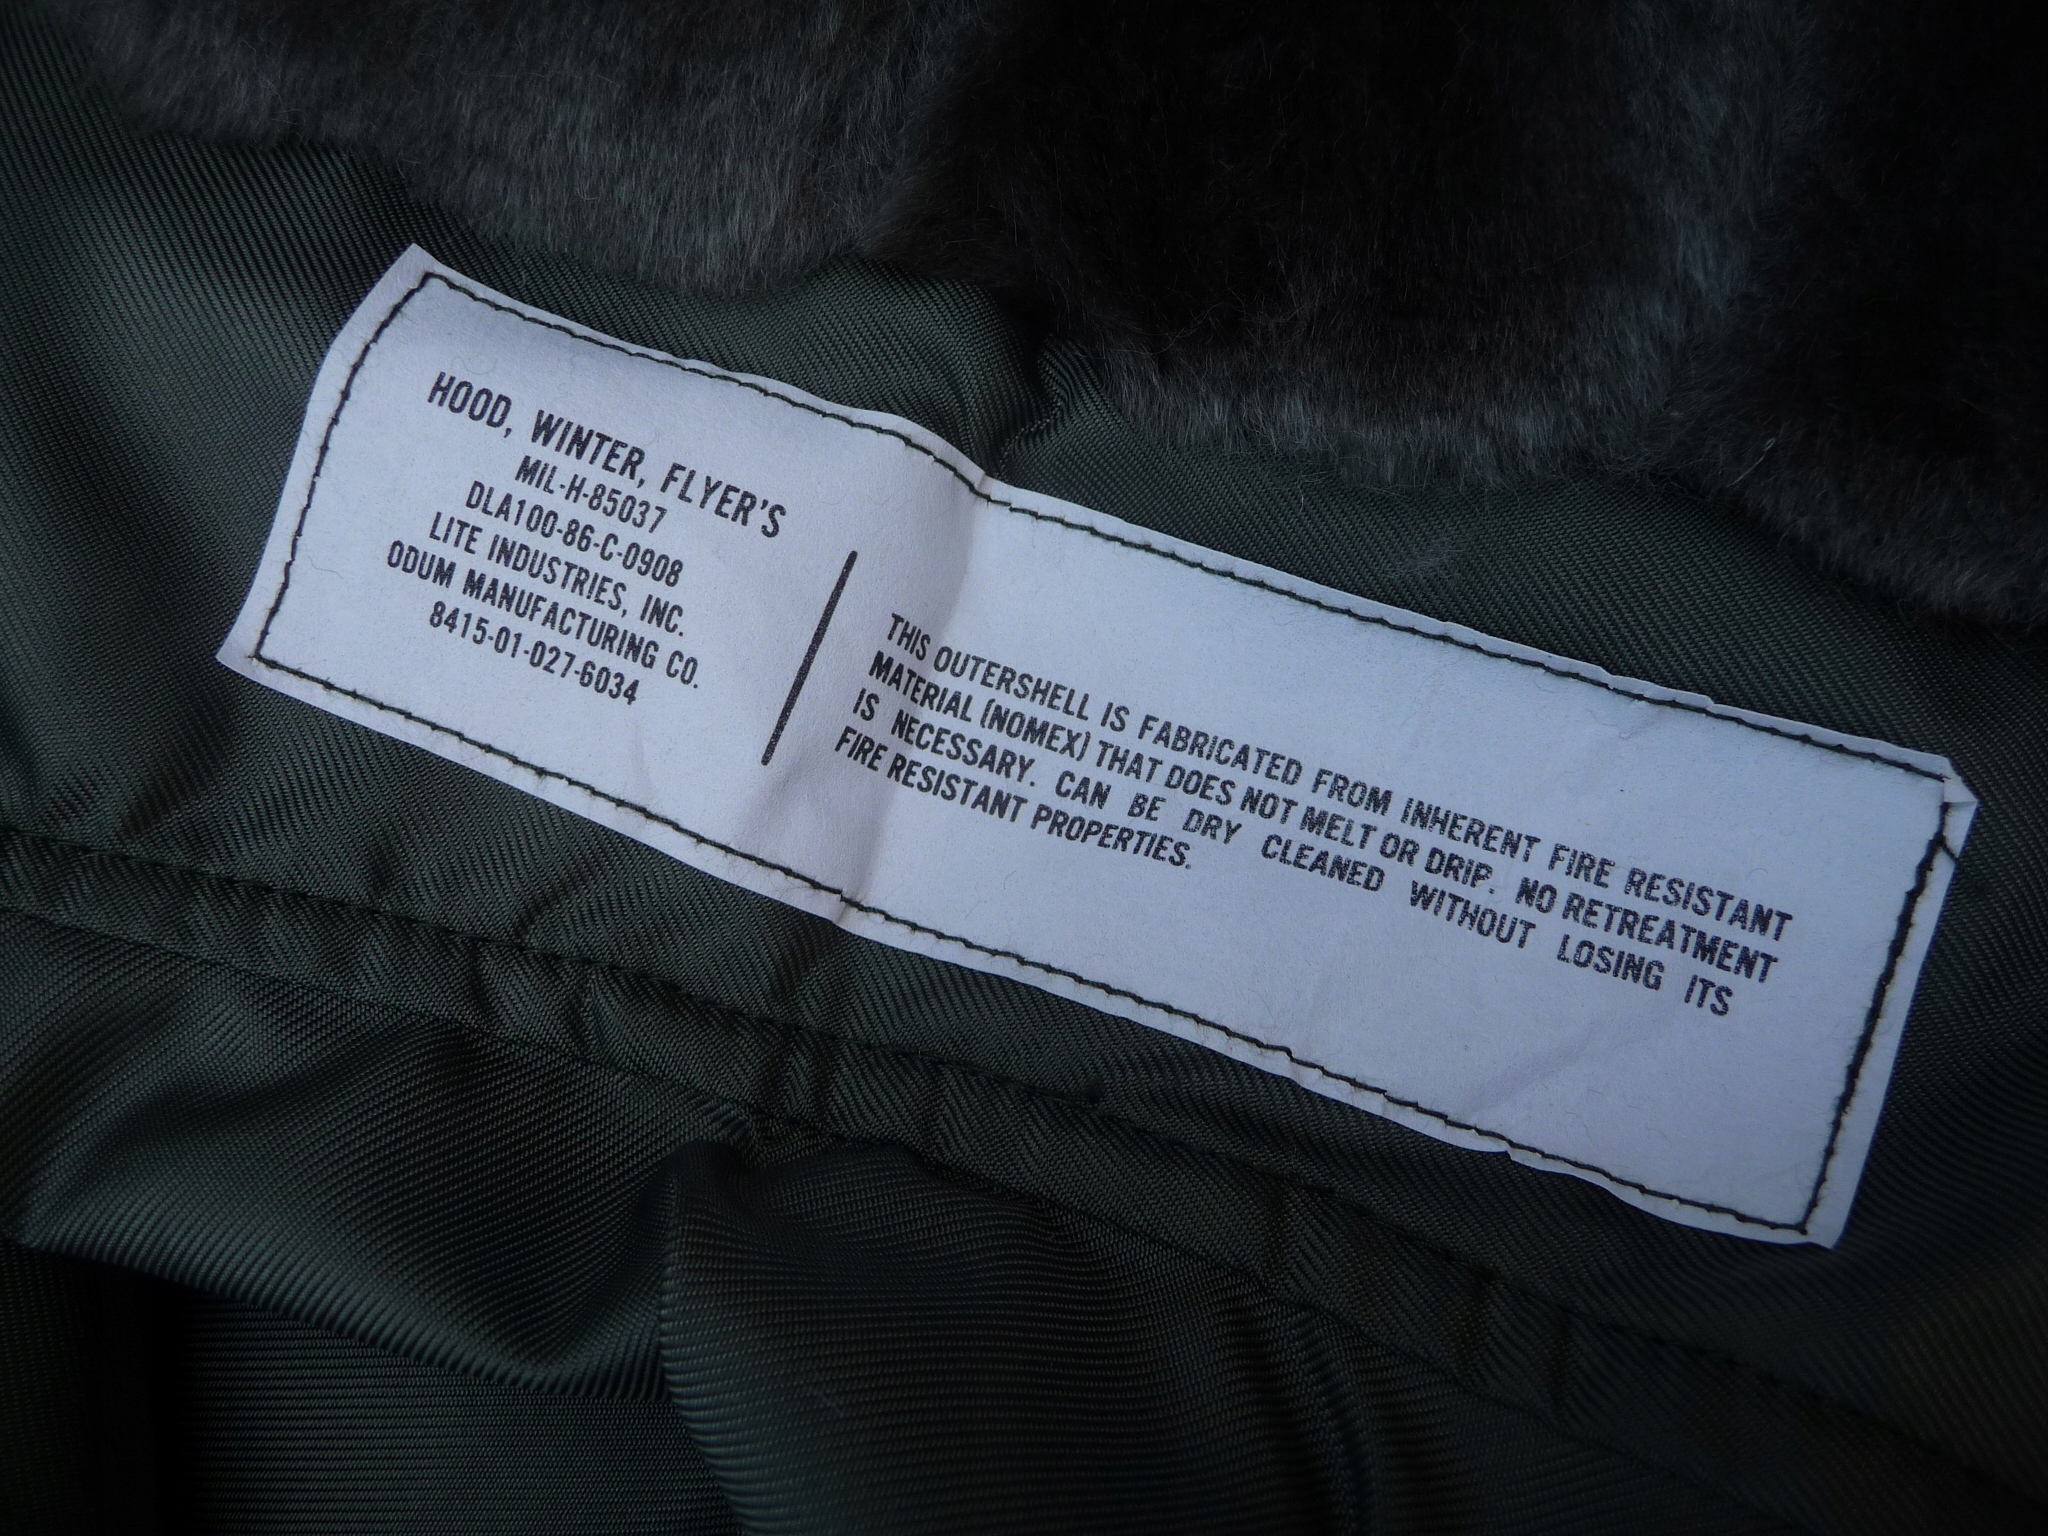 HOOD, WINTER, FLYER'S
MIL-H-85037
DLA100-86-C-0908
LITE INDUSTRIES, INC.
ODUM MANUFACTURING CO.
8415-01-027-6034
THIS OUTERSHELL IS FABRICATED FROM INHERENT FIRE RESISTANT
MATERIAL (NOMEX) THAT DOES NOT MELT OR DRIP. NO RETREATMENT
IS NECESSARY. CAN BE DRY CLEANED WITHOUT LOSING ITS
FIRE RESISTANT PROPERTIES.